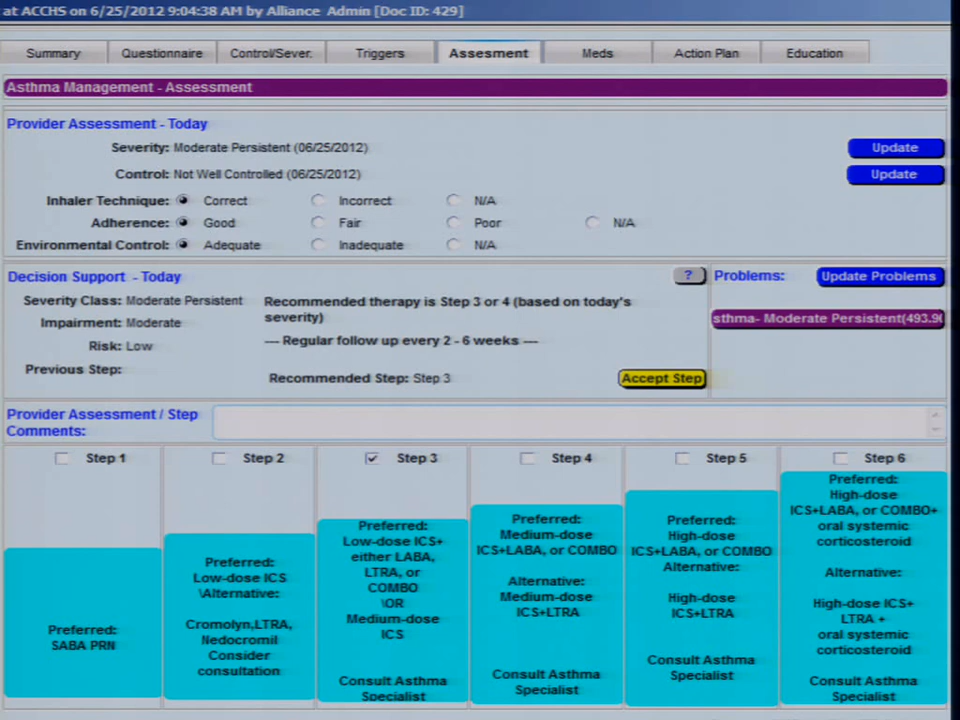 at ACCHS on 6/25/2012 9:04:38 AM by Alliance Admin [Doc ID: 429]
Summary Questionnaire Control/Sever. Triggers Assesment Meds Action Plan Education
Asthma Management - Assessment
Provider Assessment - Today
Severity: Moderate Persistent (06/25/2012) Update
Control: Not Well Controlled (06/25/2012) Update
Inhaler Technique: Correct Incorrect N/A
Adherence: Good Fair Poor N/A
Environmental Control: Adequate Inadequate N/A
Decision Support - Today ? Problems: Update Problems
Severity Class: Moderate Persistent
Impairment: Moderate
Risk: Low
Previous Step:
Recommended therapy is Step 3 or 4 (based on today's
severity)
--- Regular follow up every 2 - 6 weeks ---
Recommended Step: Step 3 Accept Step
sthma- Moderate Persistent(493.90
Provider Assessment / Step
Comments:
Step 1
Preferred:
SABA PRN
Step 2
Preferred:
Low-dose ICS
\Alternative:
Cromolyn,LTRA,
Nedocromil
Consider
consultation
Step 3
Preferred:
Low-dose ICS+
either LABA,
LTRA, or
COMBO
\OR
Medium-dose
ICS
Consult Asthma
Specialist
Step 4
Preferred:
Medium-dose
ICS+LABA, or COMBO
Alternative:
Medium-dose
ICS+LTRA
Consult Asthma
Specialist
Step 5
Preferred:
High-dose
ICS+LABA, or COMBO
Alternative:
High-dose
ICS+LTRA
Consult Asthma
Specialist
Step 6
Preferred:
High-dose
ICS+LABA, or COMBO+
oral systemic
corticosteroid
Alternative:
High-dose ICS+
LTRA +
oral systemic
corticosteroid
Consult Asthma
Specialist